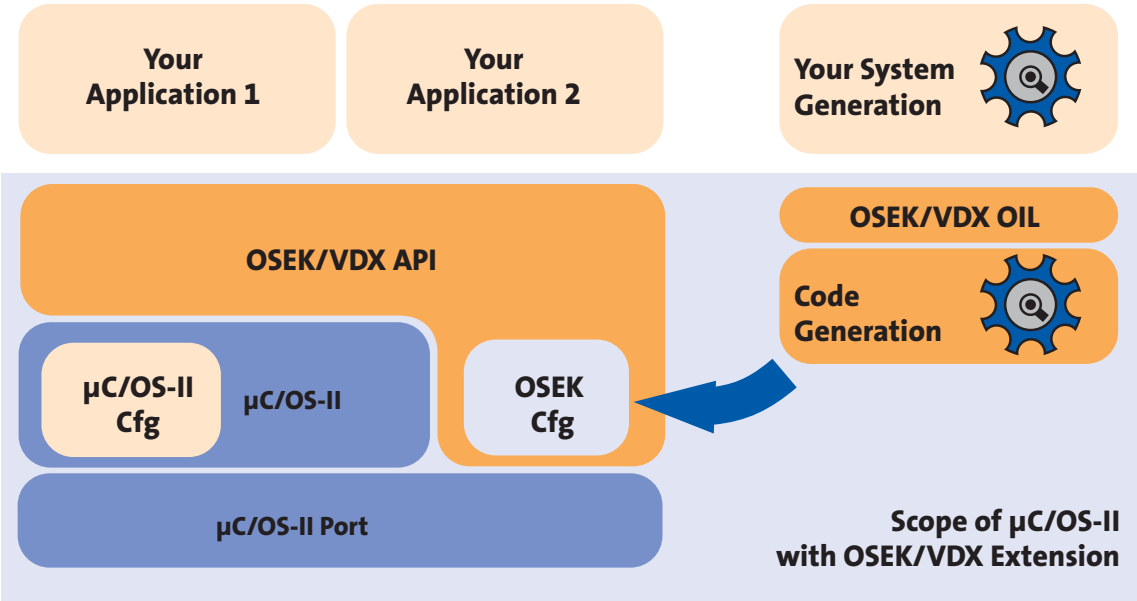 Your
Application 1
Your
Application 2
Your System
Generation
OSEK/VDX API
OSEK/VDX OIL
Code
Generation
µC/OS-II
Cfg
µC/OS-II
OSEK
Cfg
µC/OS-II Port
Scope of µC/OS-II
with OSEK/VDX Extension